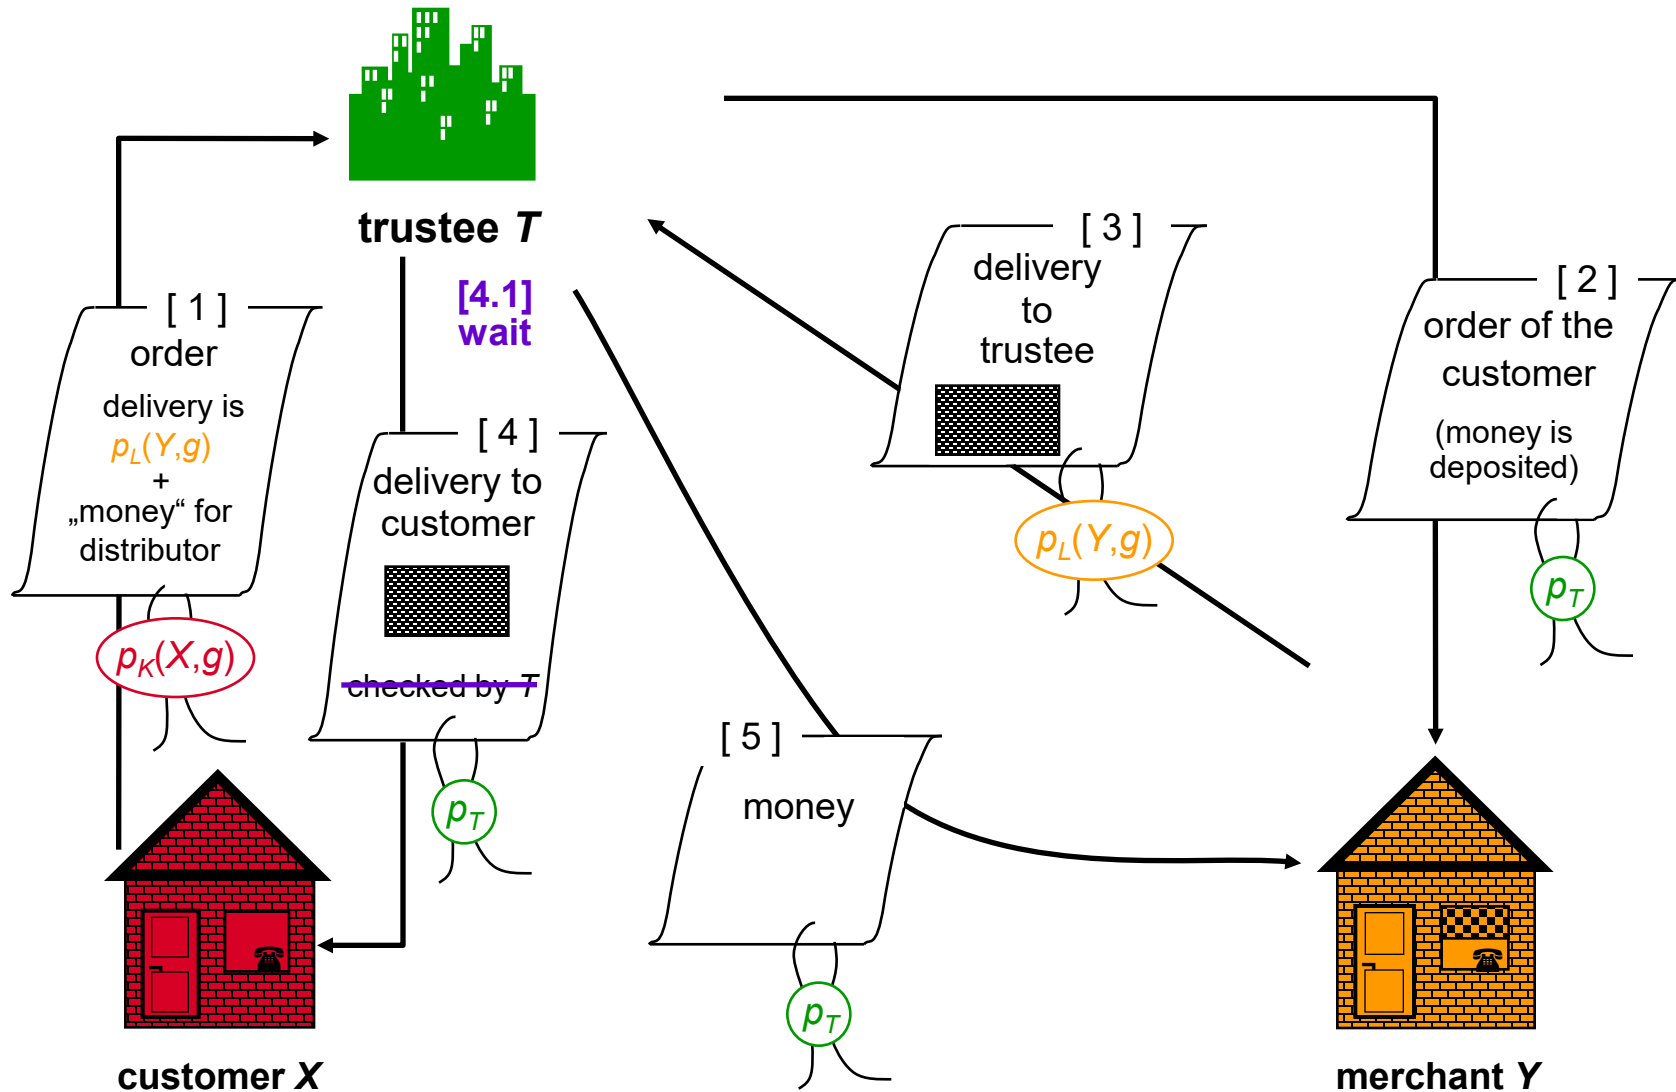 trustee T
[4.1]
wait
[ 1 ]
order
delivery is
pL(Y,g)
+
„money“ for
distributor
pK(X,g)
[ 4 ]
delivery to
customer
checked by T
pT
[ 3 ]
delivery
to
trustee
pL(Y,g)
[ 2 ]
order of the
customer
(money is
deposited)
pT
[ 5 ]
money
pT
customer X
merchant Y